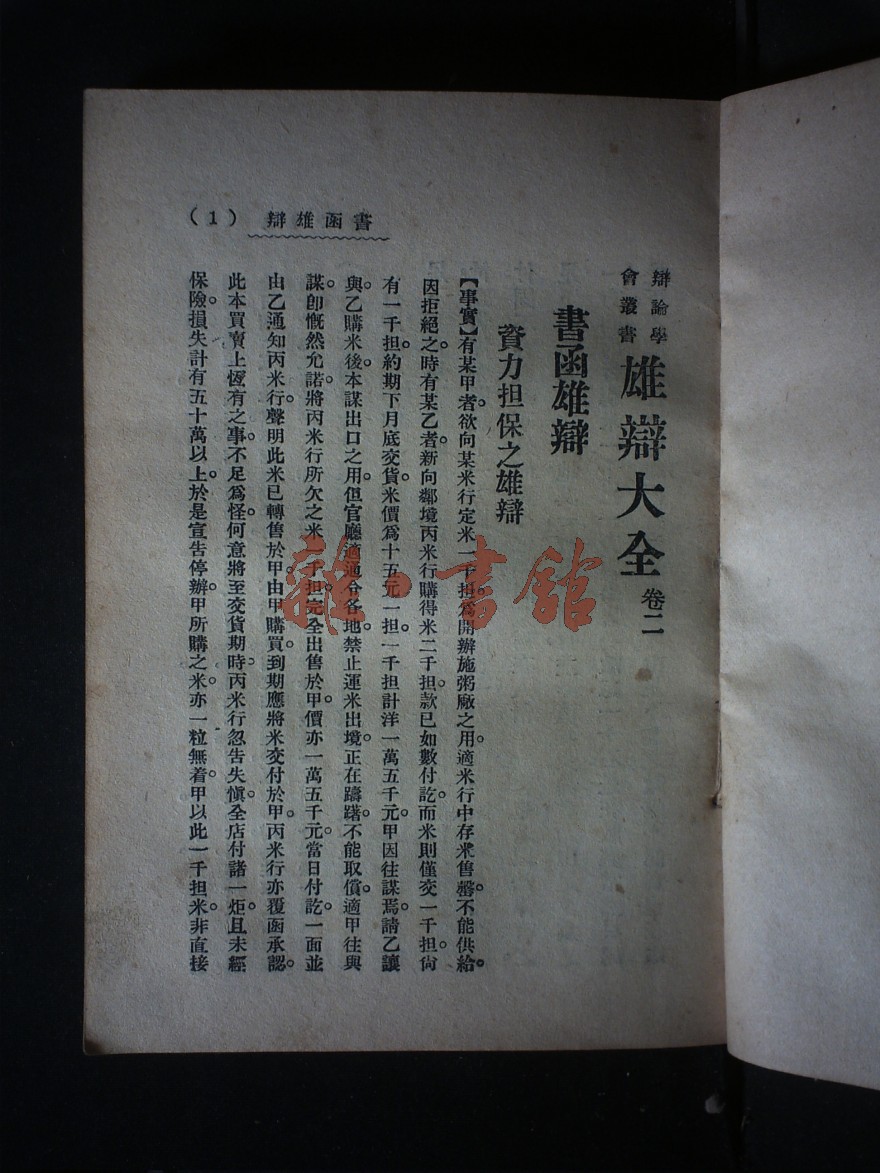 辯論學
會叢書
雄辯大全 卷二
書函雄辯
資力担保之雄辯
【事實】有某甲者。欲向某米行定米一千担。爲開辦施粥廠之用。適米行中存米售罄。不能供給。
因拒絕之。時有某乙者。新向鄰境丙米行購得米二千担。款已如數付訖。而米則僅交一千担。尙
有一千担。約期下月底交貨。米價爲十五元一担。一千担計洋一萬五千元。甲因往謀焉。請乙讓
與。乙購米後。本謀出口之用。但官廳適通令各地。禁止運米出境。正在躊躇。不能取償。適甲往與
謀。卽慨然允諾。將丙米行所欠之米一千担。完全出售於甲。價亦一萬五千元。當日付訖。一面並
由乙通知丙米行。聲明此米已轉售於甲。由甲購買。到期應將米交付於甲。丙米行亦覆函承認。
此本買賣上恆有之事。不足爲怪。何意將至交貨期時。丙米行忽告失愼。全店付諸一炬。且未經
保險。損失計有五十萬以上。於是宣告停辦。甲所購之米。亦一粒無着。甲以此一千担米。非直接
書函雄辯 (1)
雜·書館